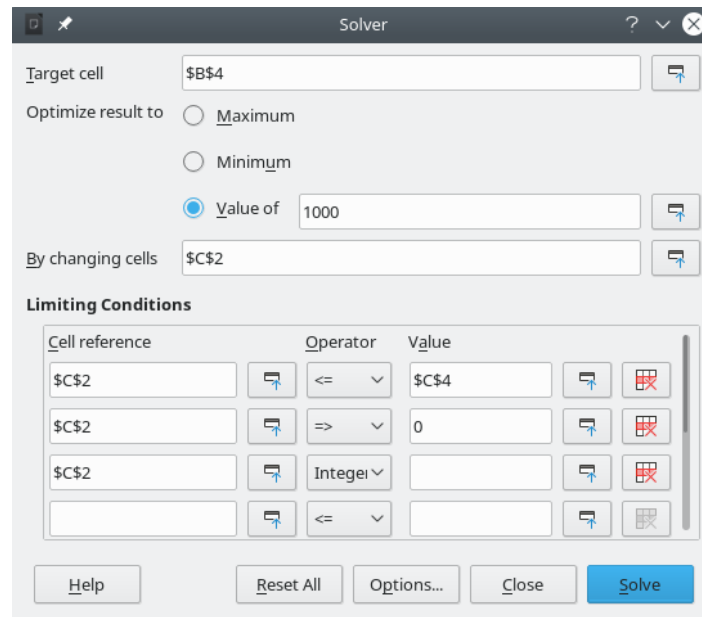 Solver ?
Target cell $B$4
Optimize result to Maximum
Minimum
Value of 1000
By changing cells $C$2
Limiting Conditions
Cell reference Operator Value
$C$2 <= $C$4
$C$2 => 0
$C$2 Integer
<=
Help Reset All Options... Close Solve